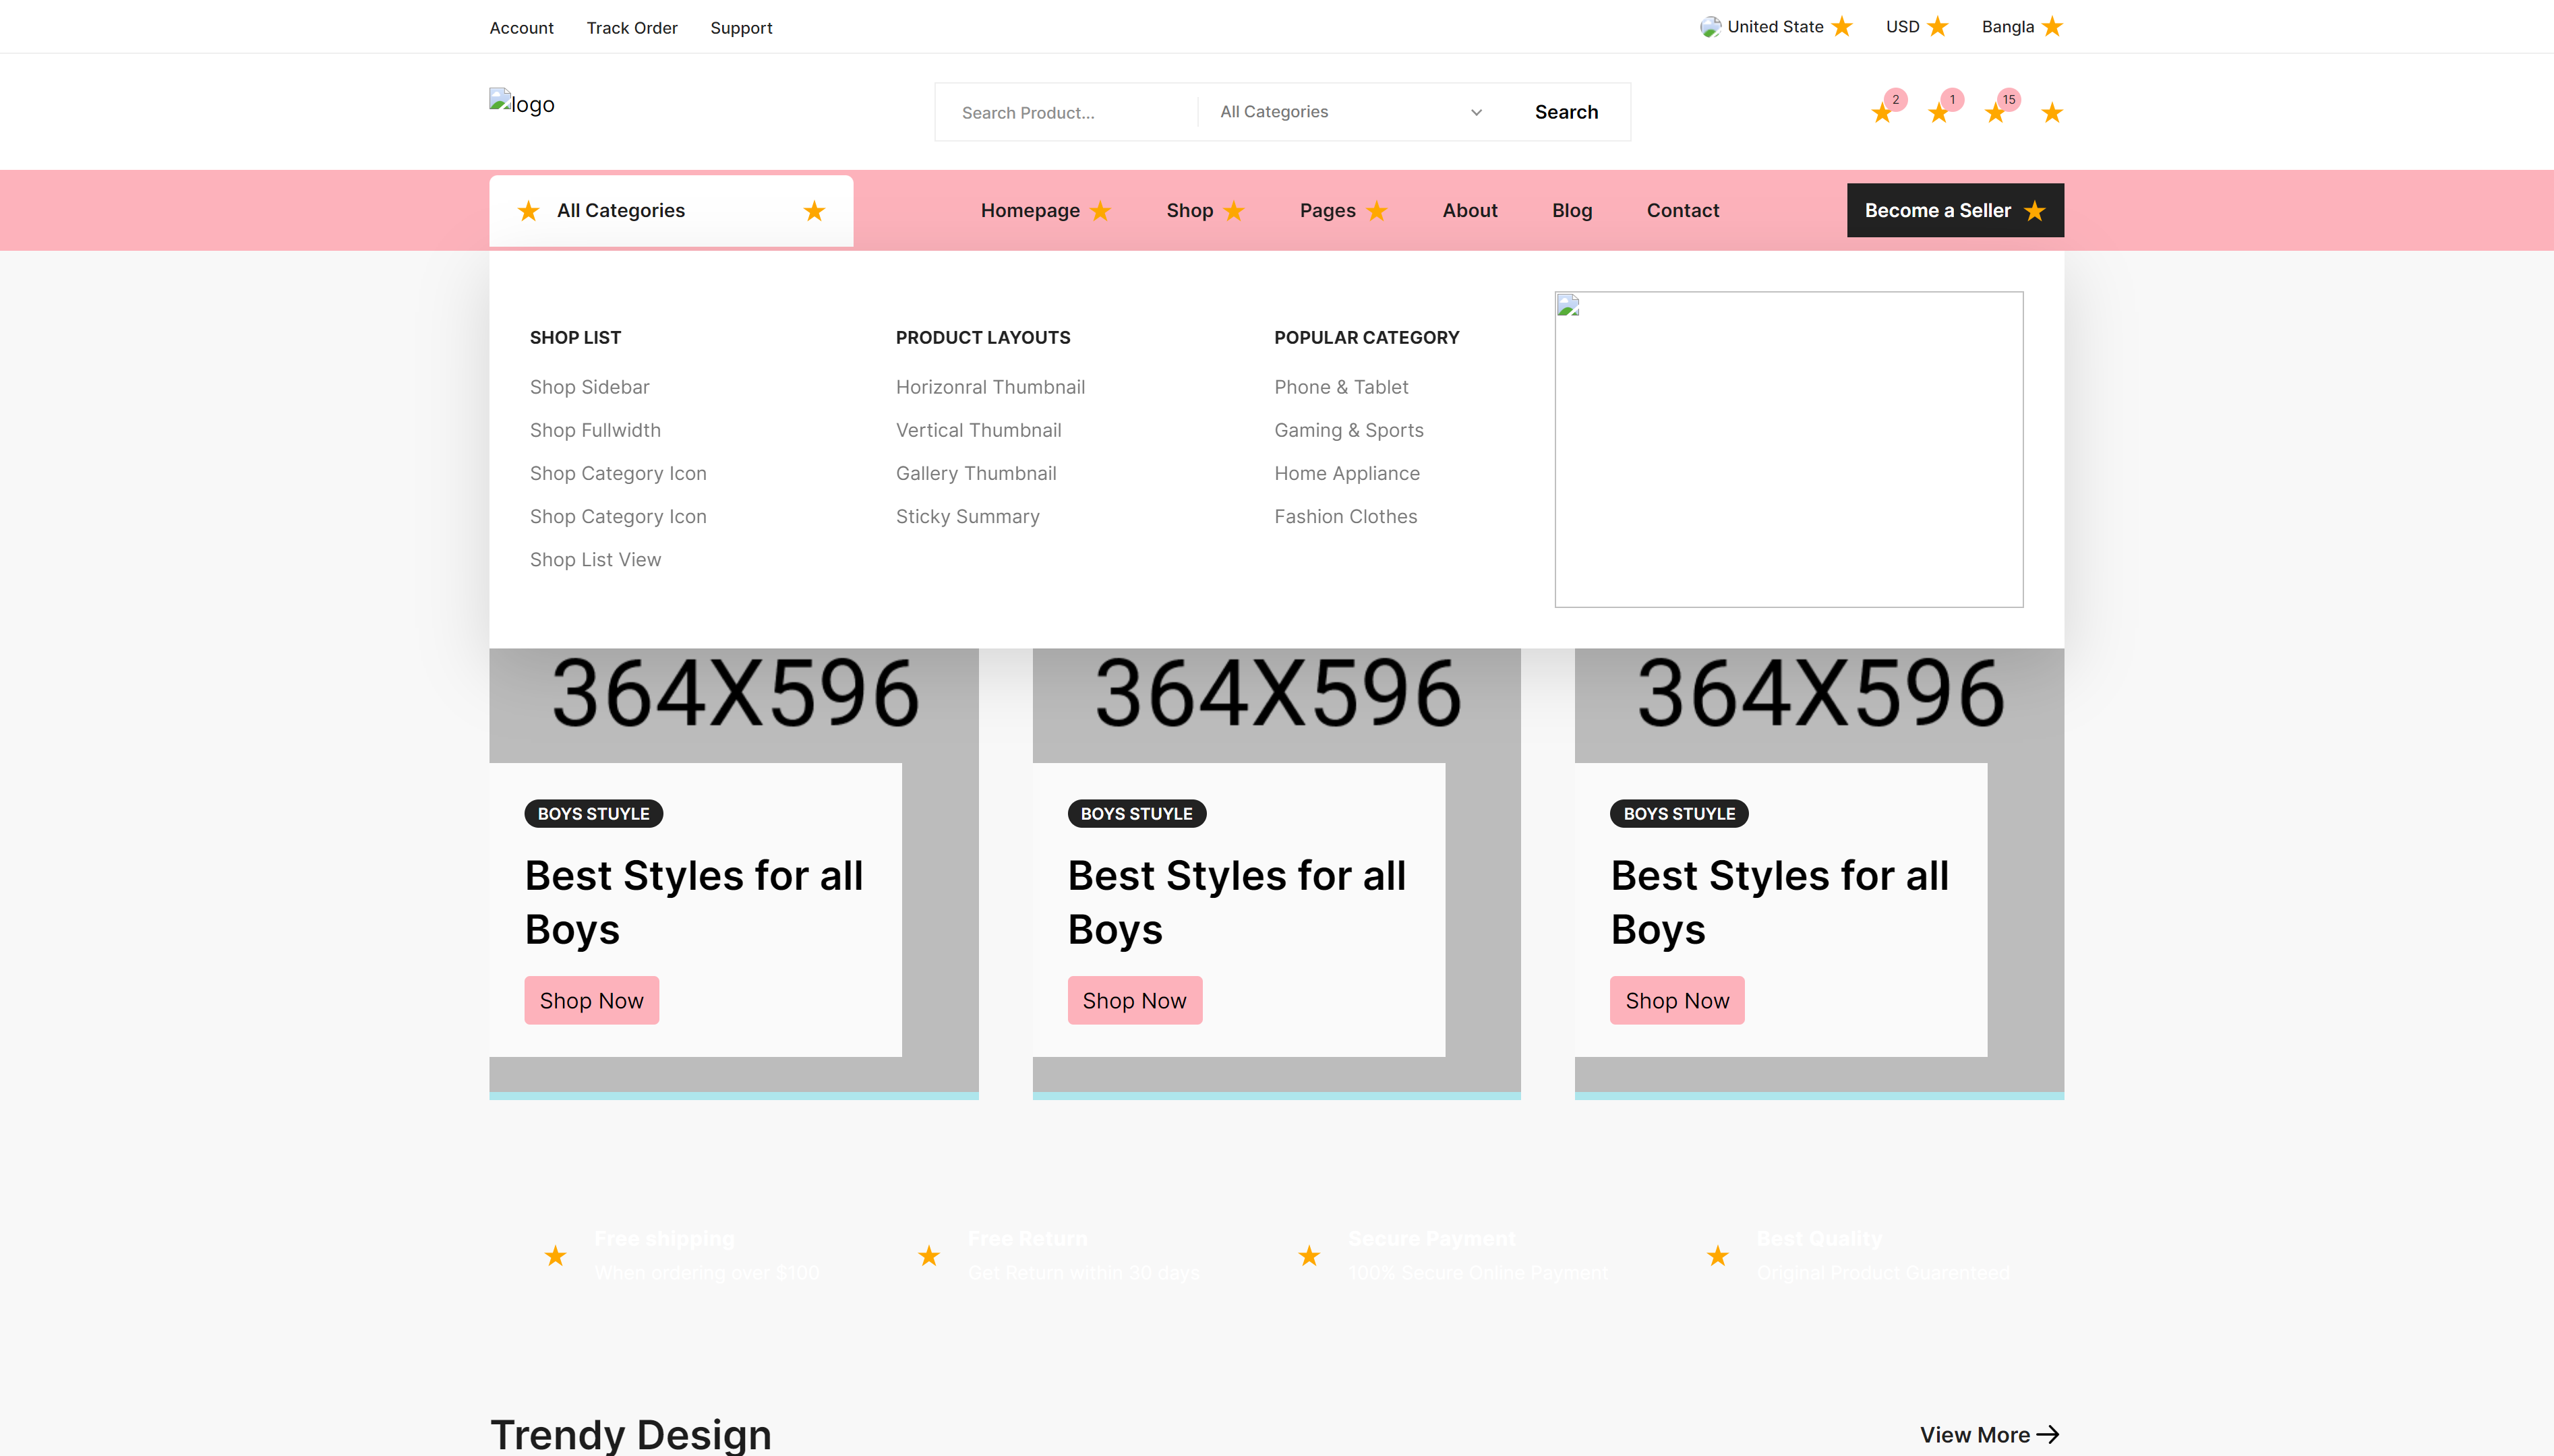 Account Track Order Support United State USD Bangla
logo Search Product... All Categories Search 2 1 15
All Categories Homepage Shop Pages About Blog Contact Become a Seller
SHOP LIST PRODUCT LAYOUTS POPULAR CATEGORY
Shop Sidebar Horizonral Thumbnail Phone & Tablet
Shop Fullwidth Vertical Thumbnail Gaming & Sports
Shop Category Icon Gallery Thumbnail Home Appliance
Shop Category Icon Sticky Summary Fashion Clothes
Shop List View
364X596 364X596 364X596
BOYS STUYLE BOYS STUYLE BOYS STUYLE
Best Styles for all Best Styles for all Best Styles for all
Boys Boys Boys
Shop Now Shop Now Shop Now
Free shipping Free Return Secure Payment Best Quality
When ordering over $100 Get Return within 30 days 100% Secure Online Payment Original Product Guarenteed
Trendy Design View More